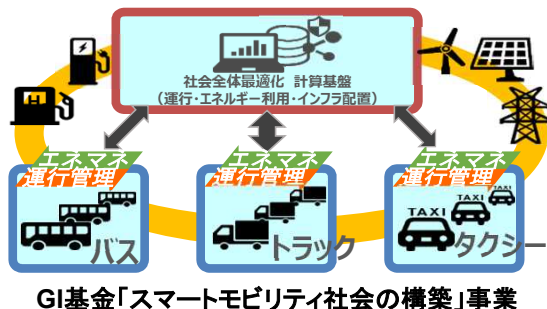 H
社会全体最適化 計算基盤
（運行・エネルギー利用・インフラ配置）
エネマネ
運行管理
バス
エネマネ
運行管理
トラック
エネマネ
運行管理
TAXI
TAXI
TAXI
タクシー
GI基金「スマートモビリティ社会の構築」事業